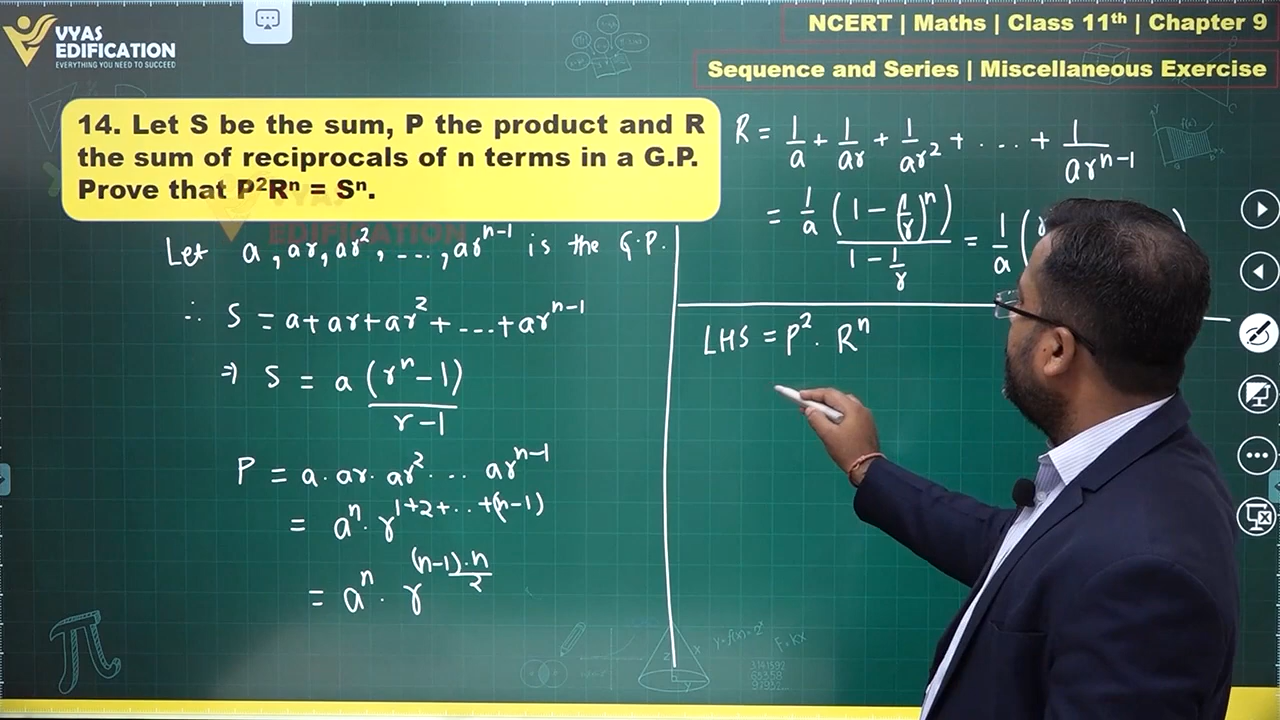 VYAS
EDIFICATION
EVERYTHING YOU NEED TO SUCCEED
NCERT | Maths | Class 11th | Chapter 9
Sequence and Series | Miscellaneous Exercise
14. Let S be the sum, P the product and R
the sum of reciprocals of n terms in a G.P.
Prove that P²Rⁿ = Sⁿ.
Let a, ar, ar², ..., arⁿ⁻¹ is the G.P.
∴ S = a + ar + ar² + ... + arⁿ⁻¹
⇒ S = a (rⁿ - 1) / r - 1
P = a . ar . ar² ... arⁿ⁻¹
= aⁿ . r^1+2+...+(n-1)
= aⁿ . r^(n-1).n/2
R = 1/a + 1/ar + 1/ar² + ... + 1/arⁿ⁻¹
= 1/a (1 - (1/r)ⁿ) / 1 - 1/r = 1/a (
LHS = P² . Rⁿ